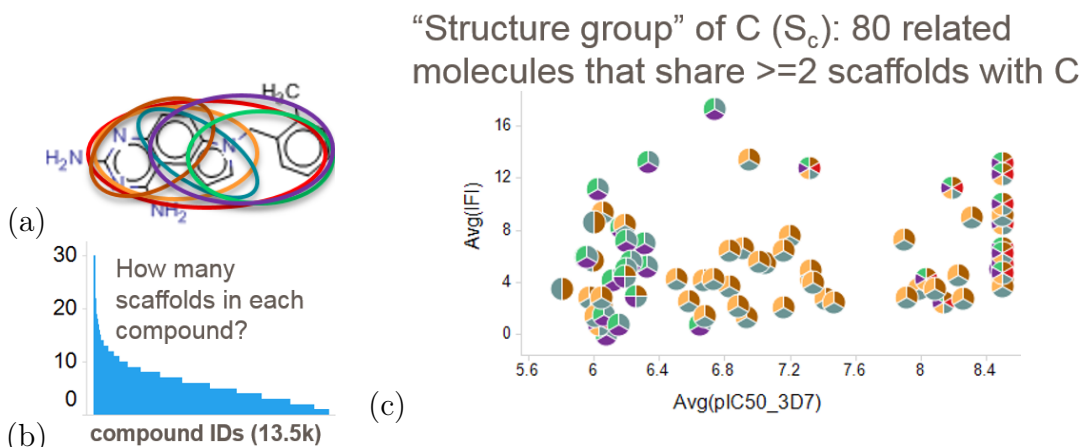 "Structure group" of C (Sc): 80 related
molecules that share >=2 scaffolds with C
H₃C
N
N
H₂N
N
NH₂
(a)
30
20
10
0
How many
scaffolds in each
compound?
(b)
compound IDs (13.5k)
16
12
8
4
0
Avg(IFI)
5.6 6 6.4 6.8 7.2 7.6 8 8.4
(c)
Avg(pIC50_3D7)